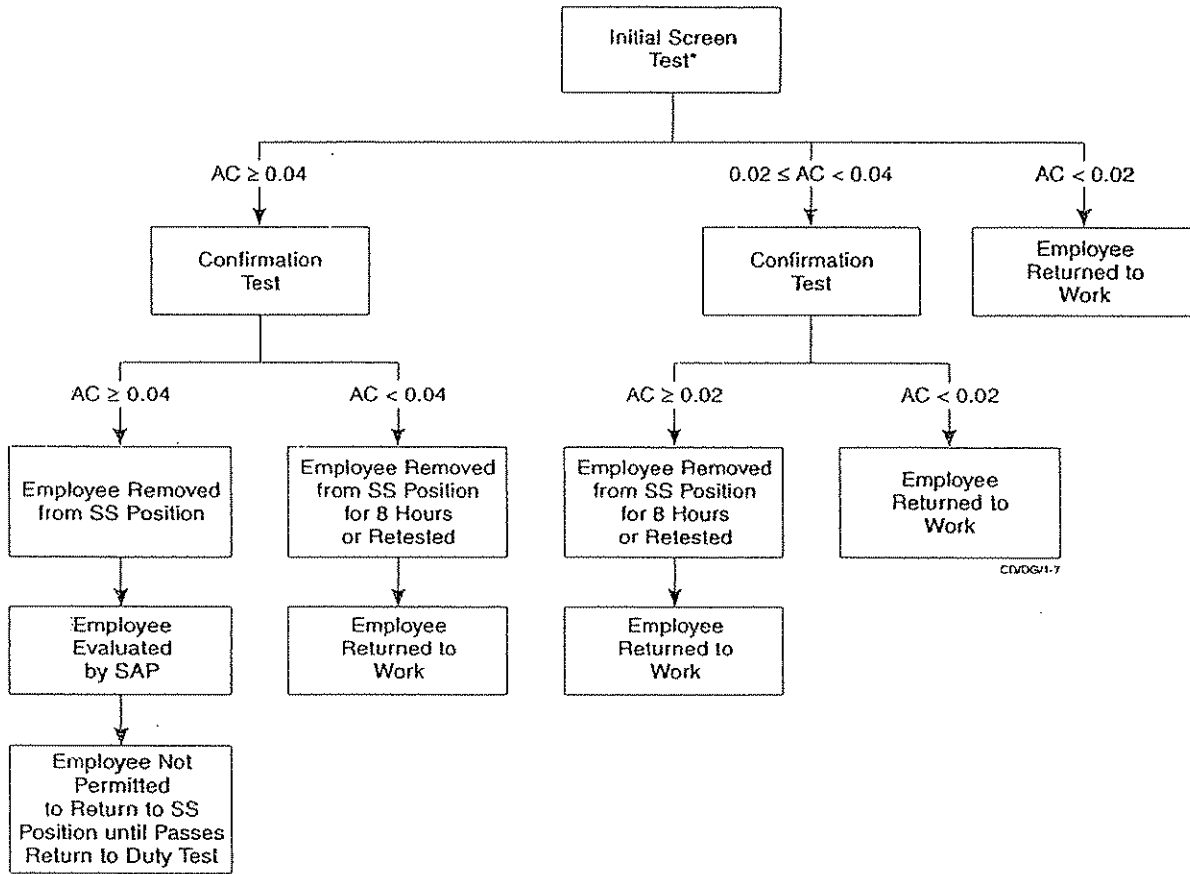 Initial Screen
Test*
AC ≥ 0.04
0.02 ≤ AC < 0.04
AC < 0.02
Confirmation
Test
Confirmation
Test
Employee
Returned to
Work
AC ≥ 0.04
AC < 0.04
AC ≥ 0.02
AC < 0.02
Employee Removed
from SS Position
Employee Removed
from SS Position
for 8 Hours
or Retested
Employee Removed
from SS Position
for 8 Hours
or Retested
Employee
Returned to
Work
CD/DG/1-7
Employee
Evaluated
by SAP
Employee
Returned to
Work
Employee
Returned to
Work
Employee Not
Permitted
to Return to SS
Position until Passes
Return to Duty Test